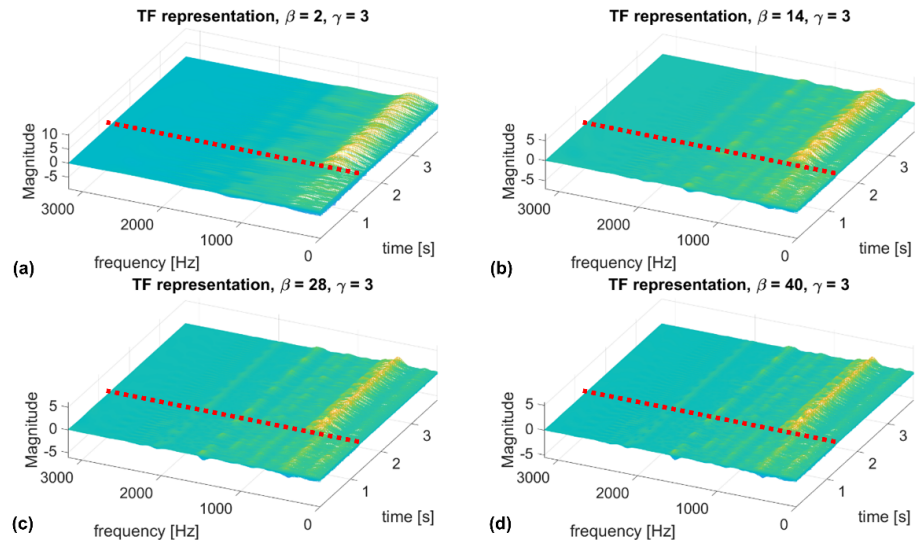 TF representation, β = 2, γ = 3
10
5
0
-5
Magnitude
3000
2000
1000
0
frequency [Hz]
1
2
3
time [s]
(a)
TF representation, β = 14, γ = 3
5
0
-5
Magnitude
3000
2000
1000
0
frequency [Hz]
1
2
3
time [s]
(b)
TF representation, β = 28, γ = 3
5
0
-5
Magnitude
3000
2000
1000
0
frequency [Hz]
1
2
3
time [s]
(c)
TF representation, β = 40, γ = 3
5
0
-5
Magnitude
3000
2000
1000
0
frequency [Hz]
1
2
3
time [s]
(d)